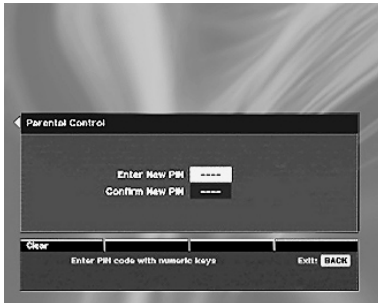 Parental Control
Enter New PIN ----
Confirm New PIN ----
Clear
Enter PIN code with numeric keys Exit: BACK